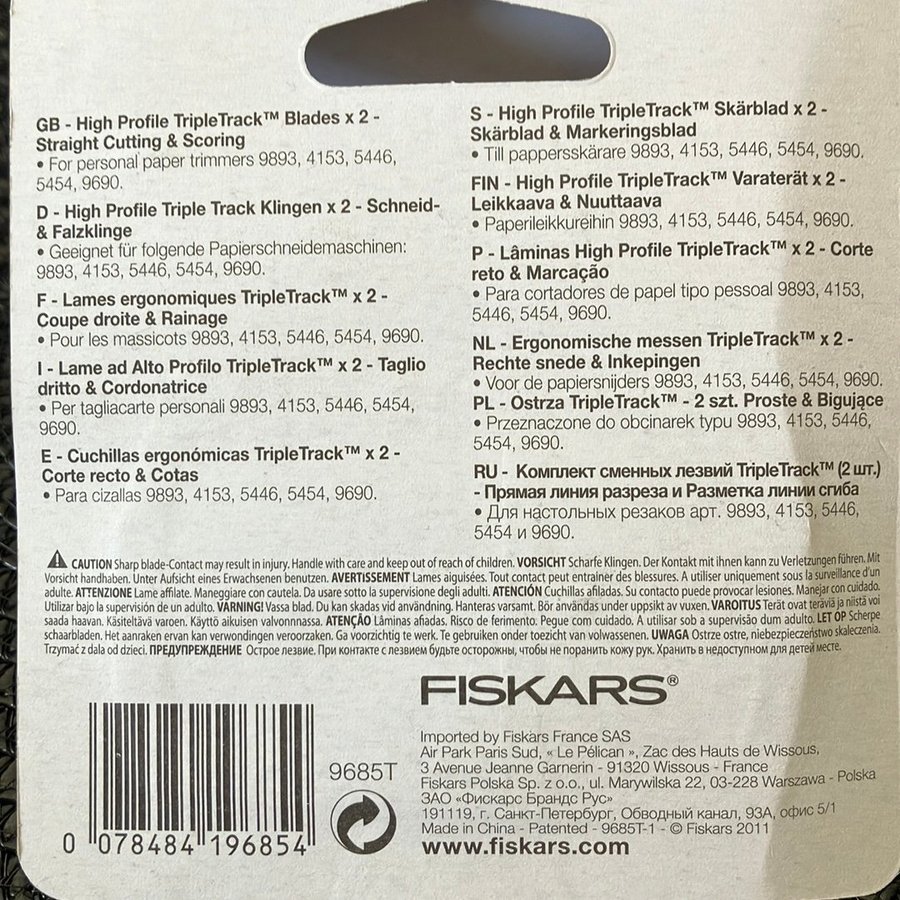 GB - High Profile TripleTrack™ Blades x 2 -
Straight Cutting & Scoring
• For personal paper trimmers 9893, 4153, 5446,
5454, 9690.
D - High Profile Triple Track Klingen x 2 - Schneid-
& Falzklinge
• Geeignet für folgende Papierschneidemaschinen:
9893, 4153, 5446, 5454, 9690.
F - Lames ergonomiques TripleTrack™ x 2 -
Coupe droite & Rainage
• Pour les massicots 9893, 4153, 5446, 5454, 9690.
I - Lame ad Alto Profilo TripleTrack™ x 2 - Taglio
dritto & Cordonatrice
• Per tagliacarte personali 9893, 4153, 5446, 5454,
9690.
E - Cuchillas ergonómicas TripleTrack™ x 2 -
Corte recto & Cotas
• Para cizallas 9893, 4153, 5446, 5454, 9690.
S - High Profile TripleTrack™ Skärblad x 2 -
Skärblad & Markeringsblad
• Till pappersskärare 9893, 4153, 5446, 5454, 9690.
FIN - High Profile TripleTrack™ Varaterät x 2 -
Leikkaava & Nuuttaava
• Paperileikkureihin 9893, 4153, 5446, 5454, 9690.
P - Lâminas High Profile TripleTrack™ x 2 - Corte
reto & Marcação
• Para cortadores de papel tipo pessoal 9893, 4153,
5446, 5454, 9690.
NL - Ergonomische messen TripleTrack™ x 2 -
Rechte snede & Inkepingen
• Voor de papiersnijders 9893, 4153, 5446, 5454, 9690.
PL - Ostrza TripleTrack™ - 2 szt. Proste & Bigujące
• Przeznaczone do obcinarek typu 9893, 4153, 5446,
5454, 9690.
RU - Комплект сменных лезвий TripleTrack™ (2 шт.)
- Прямая линия разреза и Разметка линии сгиба
• Для настольных резаков арт. 9893, 4153, 5446,
5454 и 9690.
CAUTION Sharp blade-Contact may result in injury. Handle with care and keep out of reach of children. VORSICHT Scharfe Klingen. Der Kontakt mit ihnen kann zu Verletzungen führen. Mit
Vorsicht handhaben. Unter Aufsicht eines Erwachsenen benutzen. AVERTISSEMENT Lames aiguisées. Tout contact peut entrainer des blessures. A utiliser uniquement sous la surveillance d'un
adulte. ATTENZIONE Lame affilate. Maneggiare con cautela. Da usare sotto la supervisione degli adulti. ATENCIÓN Cuchillas afiladas. Su contacto puede provocar lesiones. Manejar con cuidado.
Utilizar bajo la supervisión de un adulto. VARNING! Vassa blad. Du kan skadas vid användning. Hanteras varsamt. Bör användas under uppsikt av vuxen. VAROITUS Terät ovat teräviä ja niistä voi
saada haavan. Käsiteltävä varoen. Käyttö aikuisen valvonnnassa. ATENÇÃO Lâminas afiadas. Risco de ferimento. Pegue com cuidado. A utilizar sob a supervisão dum adulto. LET OP Scherpe
schaarbladen. Het aanraken ervan kan verwondingen veroorzaken. Ga voorzichtig te werk. Te gebruiken onder toezicht van volwassenen. UWAGA Ostrze ostre, niebezpieczeństwo skaleczenia.
Trzymać z dala od dzieci. ПРЕДУПРЕЖДЕНИЕ Острое лезвие. При контакте с лезвием будьте осторожны, чтобы не поранить кожу рук. Хранить в недоступном для детей месте.
FISKARS®
Imported by Fiskars France SAS
Air Park Paris Sud, « Le Pélican », Zac des Hauts de Wissous,
3 Avenue Jeanne Garnerin - 91320 Wissous - France
Fiskars Polska Sp. z o.o., ul. Marywilska 22, 03-228 Warszawa - Polska
ЗАО «Фискарс Брандс Рус»
191119, г. Санкт-Петербург, Обводный канал, 93А, офис 5/1
Made in China - Patented - 9685T-1 - © Fiskars 2011
www.fiskars.com
9685T
0 078484 196854